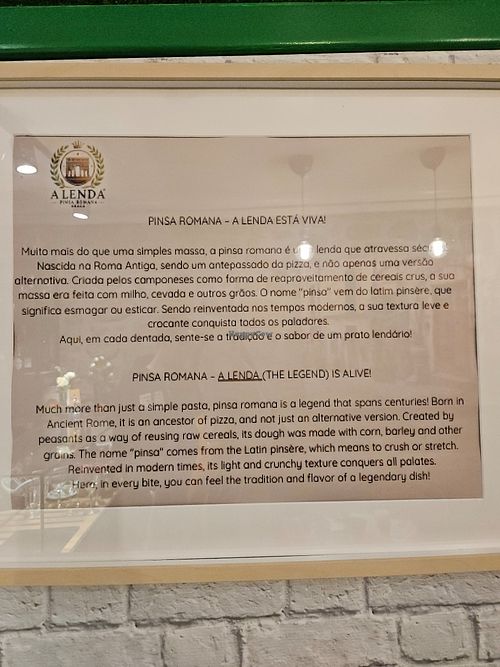 A LENDA
PINSA ROMANA
PINSA ROMANA – A LENDA ESTÁ VIVA!
Muito mais do que uma simples massa, a pinsa romana é lenda que atravessa
Nascida na Roma Antiga, sendo um antepassado da pizza, e não apenas uma versão
alternativa. Criada pelos camponeses como forma de reaproveitamento de cereais crus, a sua
massa era feita com milho, cevada e outros grãos. O nome "pinsa" vem do latim pinsère, que
significa esmagar ou esticar. Sendo reinventada nos tempos modernos, a sua textura leve e
crocante conquista todos os paladares.
Aqui, em cada dentada, sente-se a tradição e o sabor de um prato lendário!
PINSA ROMANA – A LENDA (THE LEGEND) IS ALIVE!
Much more than just a simple pasta, pinsa romana is a legend that spans centuries! Born in
Ancient Rome, it is an ancestor of pizza, and not just an alternative version. Created by
peasants as a way of reusing raw cereals, its dough was made with corn, barley and other
grains. The nome "pinsa" comes from the Latin pinsère, which means to crush or stretch.
Reinvented in modern times, its light and crunchy texture conquers all palates.
Here, in every bite, you can feel the tradition and flavor of a legendary dish!